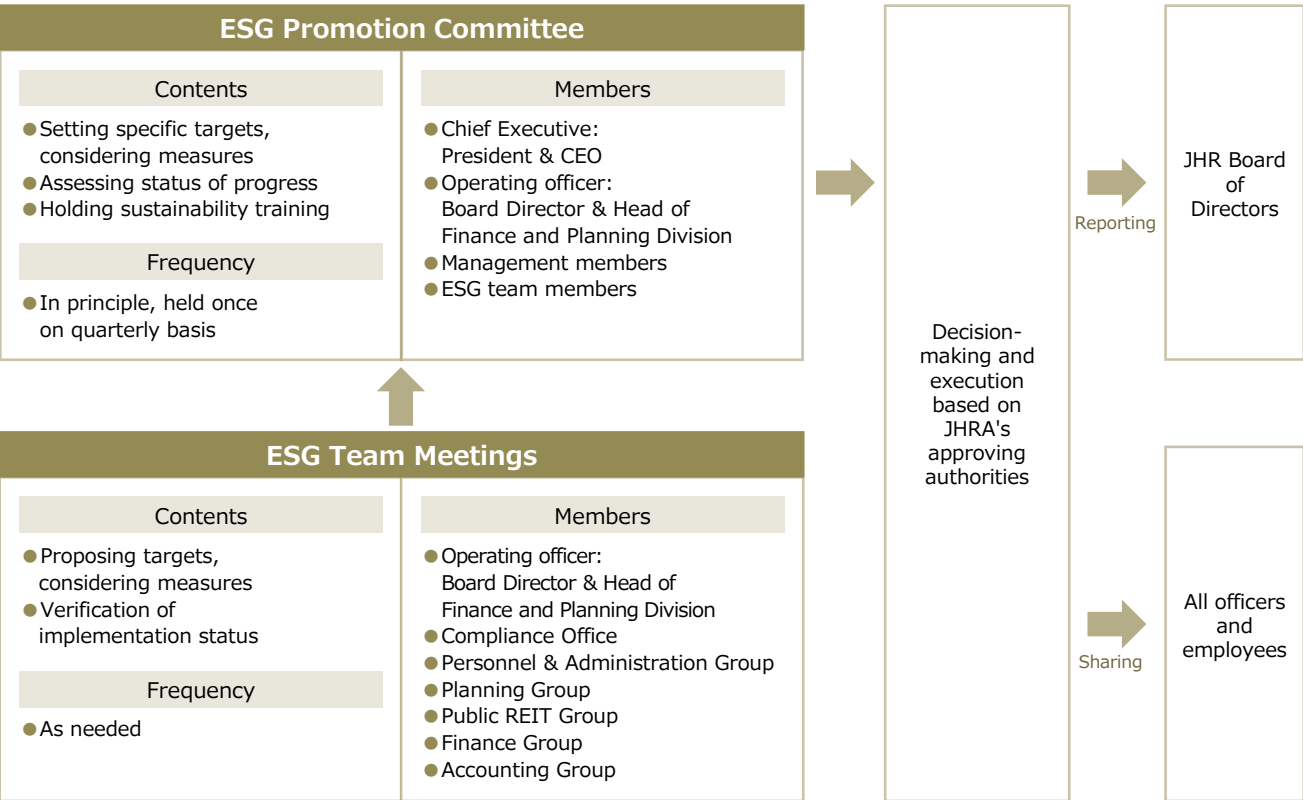 ESG Promotion Committee
Contents
●Setting specific targets,
considering measures
●Assessing status of progress
●Holding sustainability training
Frequency
●In principle, held once
on quarterly basis
Members
●Chief Executive:
President & CEO
●Operating officer:
Board Director & Head of
Finance and Planning Division
●Management members
●ESG team members
ESG Team Meetings
Contents
●Proposing targets,
considering measures
●Verification of
implementation status
Frequency
●As needed
Members
●Operating officer:
Board Director & Head of
Finance and Planning Division
●Compliance Office
●Personnel & Administration Group
●Planning Group
●Public REIT Group
●Finance Group
●Accounting Group
Decision-
making and
execution
based on
JHRA's
approving
authorities
Reporting
JHR Board
of
Directors
Sharing
All officers
and
employees